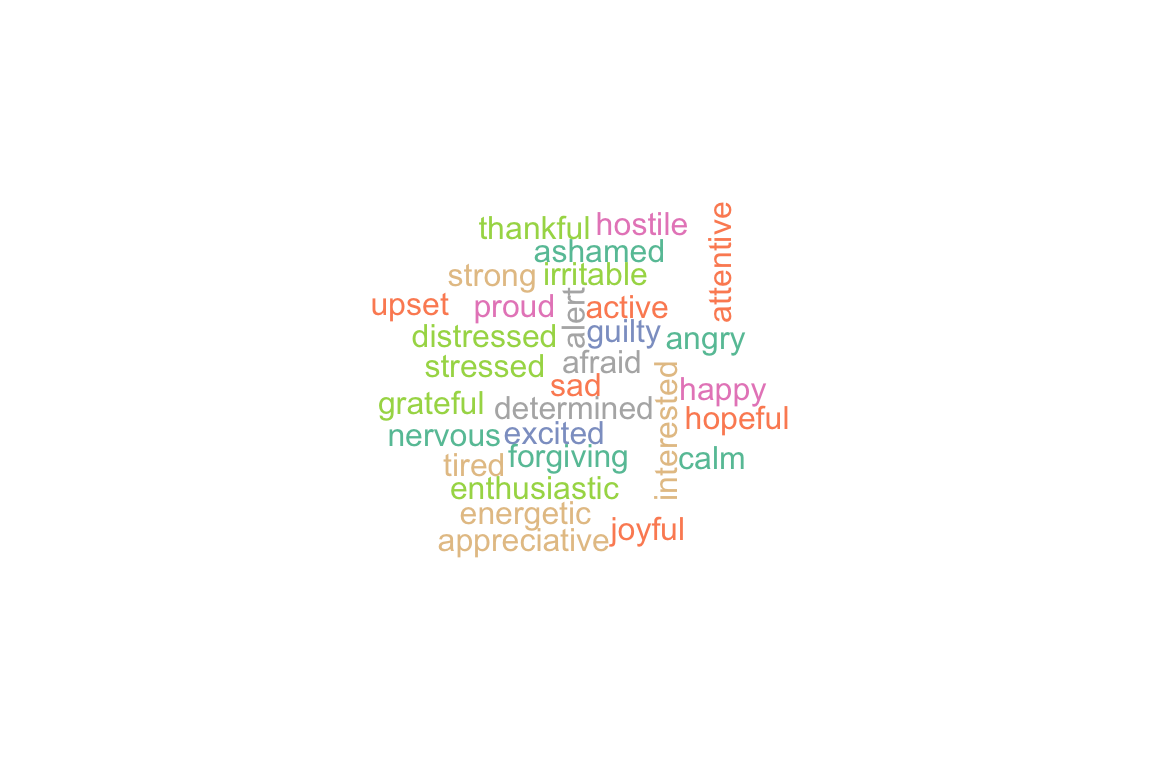 thankful hostile
attentive
ashamed
strong irritable
upset proud alert active
distressed guilty angry
stressed afraid
sad interested happy
grateful determined hopeful
nervous excited
tired forgiving calm
enthusiastic
energetic
appreciative joyful